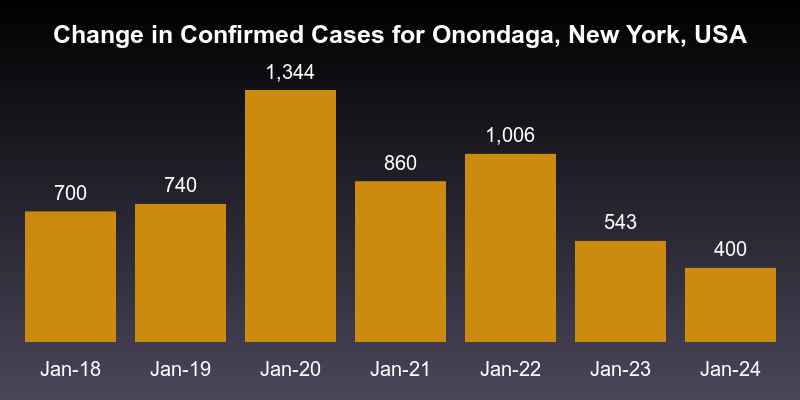 Change in Confirmed Cases for Onondaga, New York, USA
700 740 1,344 860 1,006 543 400
Jan-18 Jan-19 Jan-20 Jan-21 Jan-22 Jan-23 Jan-24